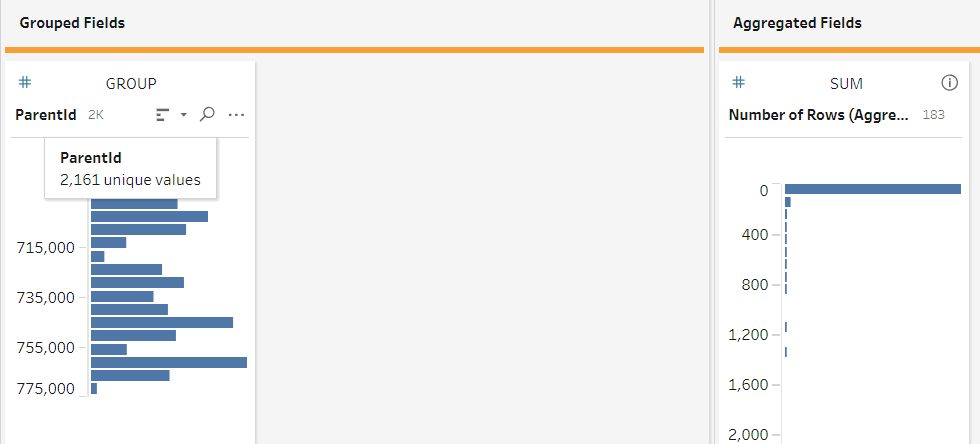 Grouped Fields
Aggregated Fields
# GROUP
ParentId 2K
ParentId
2,161 unique values
715,000
735,000
755,000
775,000
# SUM
Number of Rows (Aggre... 183
0
400
800
1,200
1,600
2,000